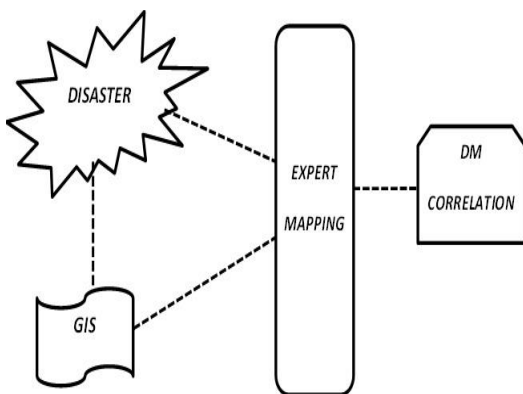 DISASTER
EXPERT
MAPPING
DM
CORRELATION
GIS